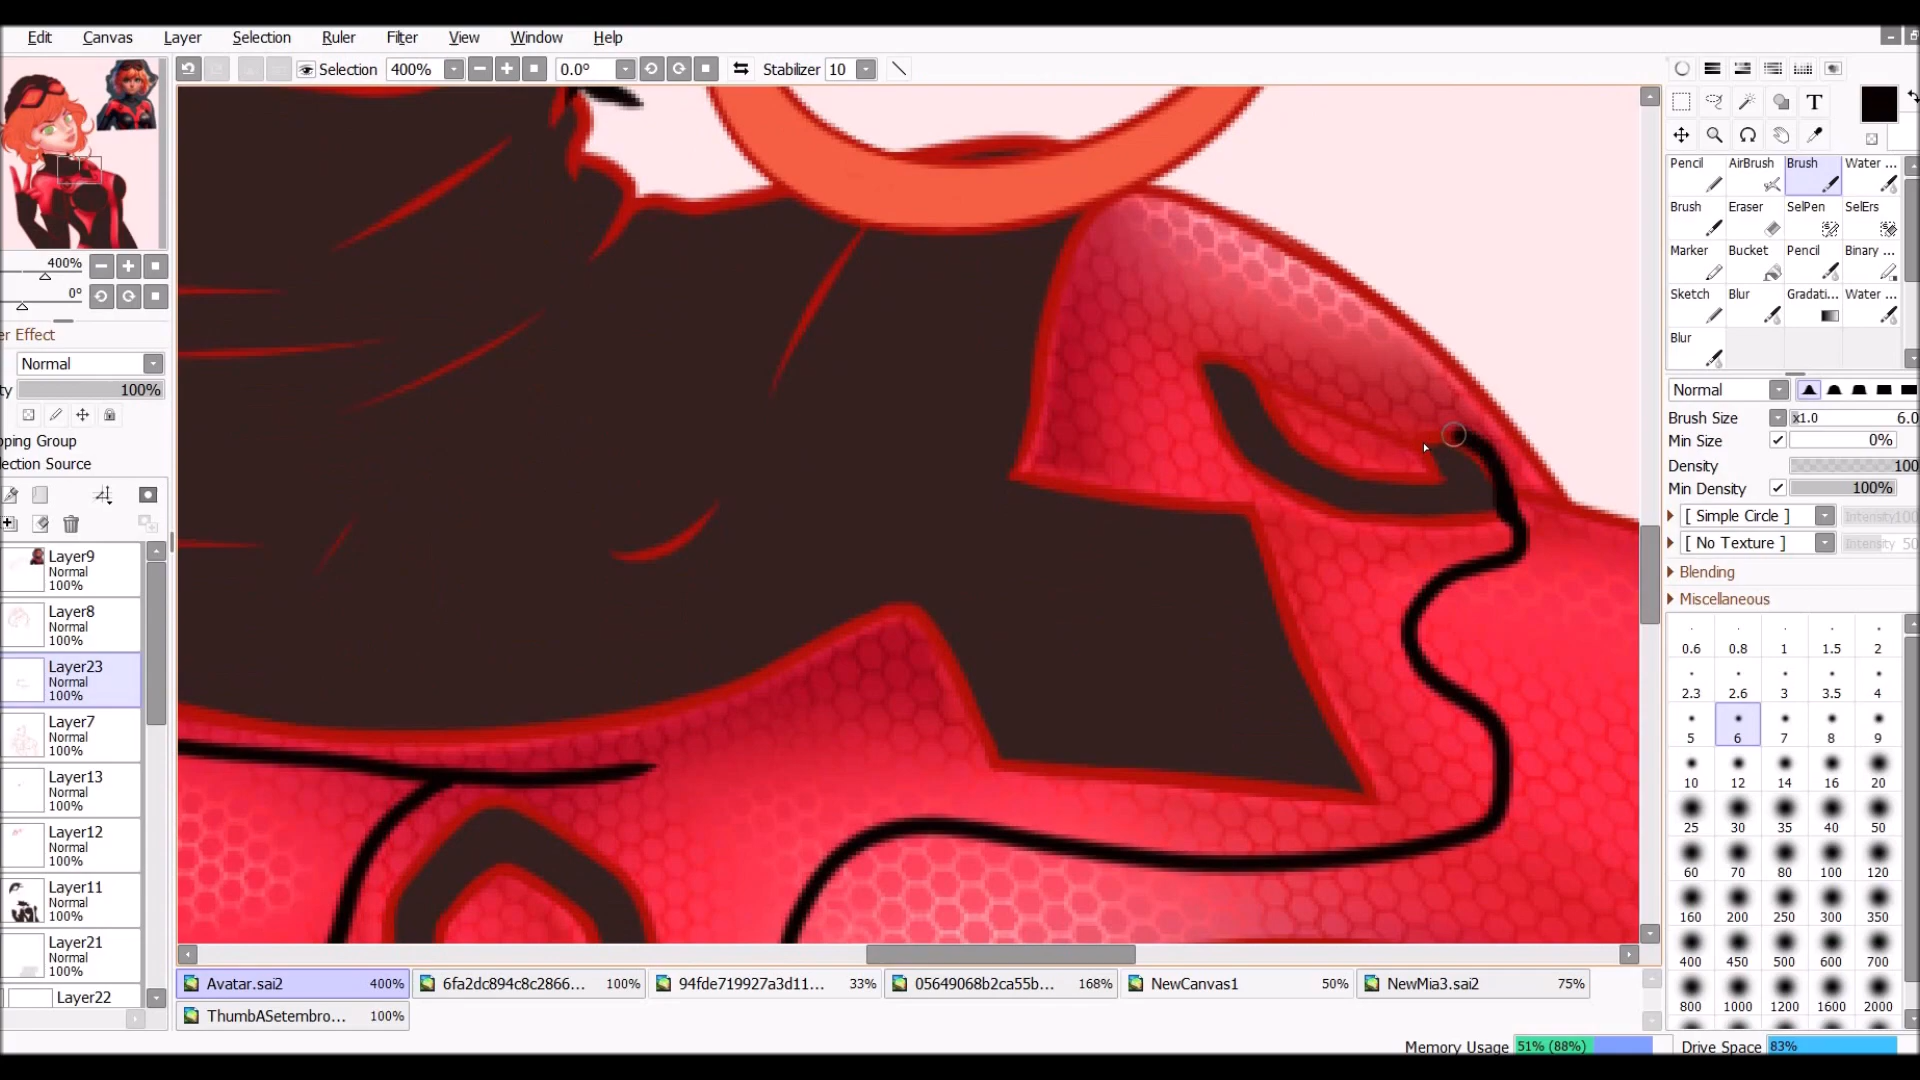 Edit Canvas Layer Selection Ruler Filter View Window Help
Selection 400% 0.0° Stabilizer 10
400%
0°
er Effect
Normal
ty 100%
pping Group
lection Source
Layer9
Normal
100%
Layer8
Normal
100%
Layer23
Normal
100%
Layer7
Normal
100%
Layer13
Normal
100%
Layer12
Normal
100%
Layer11
Normal
100%
Layer21
Normal
100%
Layer22
T
Pencil AirBrush Brush Water ...
Brush Eraser SelPen SelErs
Marker Bucket Pencil Binary ...
Sketch Blur Gradati... Water ...
Blur
Normal
Brush Size x1.0 6.0
Min Size 0%
Density 100
Min Density 100%
[ Simple Circle ] Intensity 100
[ No Texture ] Intensity 50
Blending
Miscellaneous
0.6 0.8 1 1.5 2
2.3 2.6 3 3.5 4
5 6 7 8 9
10 12 14 16 20
25 30 35 40 50
60 70 80 100 120
160 200 250 300 350
400 450 500 600 700
800 1000 1200 1600 2000
Avatar.sai2 400% 6fa2dc894c8c2866... 100% 94fde719927a3d11... 33% 05649068b2ca55b... 168% NewCanvas1 50% NewMia3.sai2 75%
ThumbASetembro... 100%
Memory Usage 51% (88%) Drive Space 83%